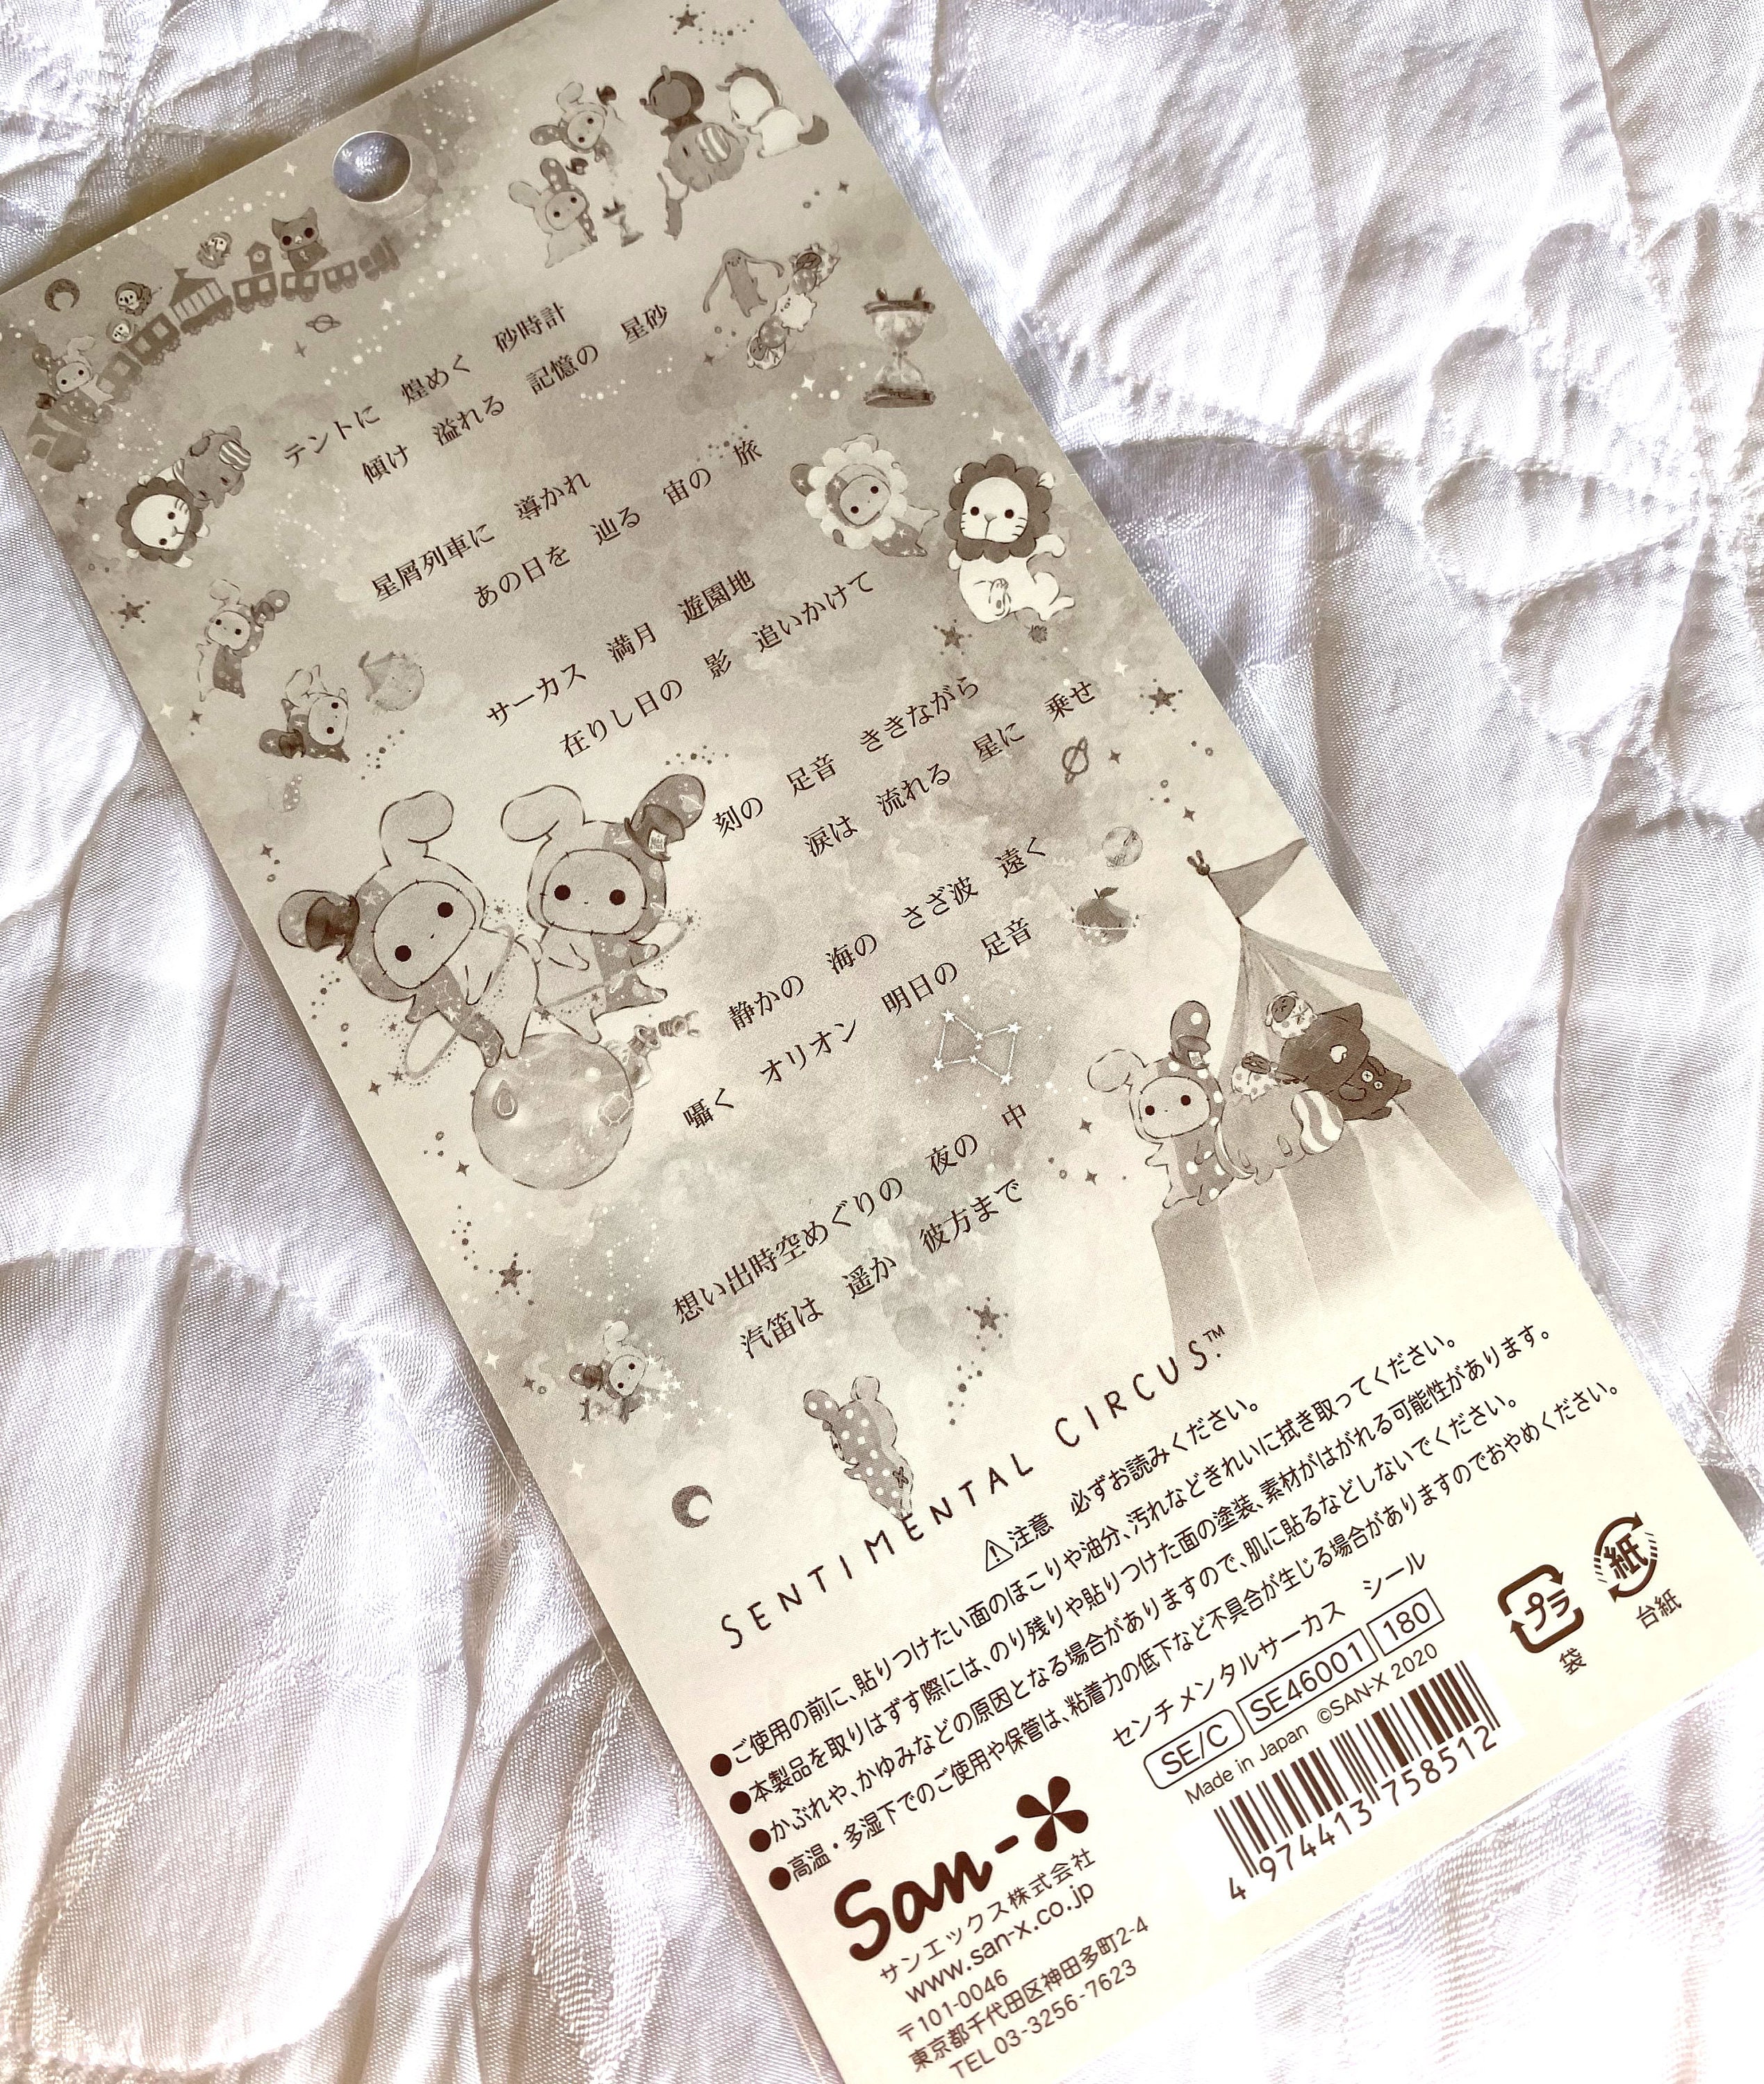 テントに　煌めく　砂時計
傾け　溢れる　記憶の　星砂
星屑列車に　導かれ
あの日を　辿る　宙の　旅
サーカス　満月　遊園地
在りし日の　影　追いかけて
刻の　足音　ききながら
涙は　流れる　星に　乗せ
静かの　海の　さざ波　遠く
囁く　オリオン　明日の　足音
想い出時空めぐりの　夜の　中
汽笛は　遥か　彼方まで
SENTIMENTAL CIRCUS.™
⚠注意　必ずお読みください。
●ご使用の前に、貼りつけたい面のほこりや油分、汚れなどきれいに拭き取ってください。
●本製品を取りはずす際には、のり残りや貼りつけた面の塗装、素材がはがれる可能性があります。
●かぶれや、かゆみなどの原因となる場合がありますので、肌に貼るなどしないでください。
●高温・多湿下でのご使用や保管は、粘着力の低下など不具合が生じる場合がありますのでおやめください。
San-X
サンエックス株式会社
www.san-x.co.jp
〒101-0046
東京都千代田区神田多町2-4
TEL 03-3256-7623
センチメンタルサーカス　シール
SE/C SE46001 180
Made in Japan ©SAN-X 2020
4 974413 758512
プラ
袋
紙
台紙